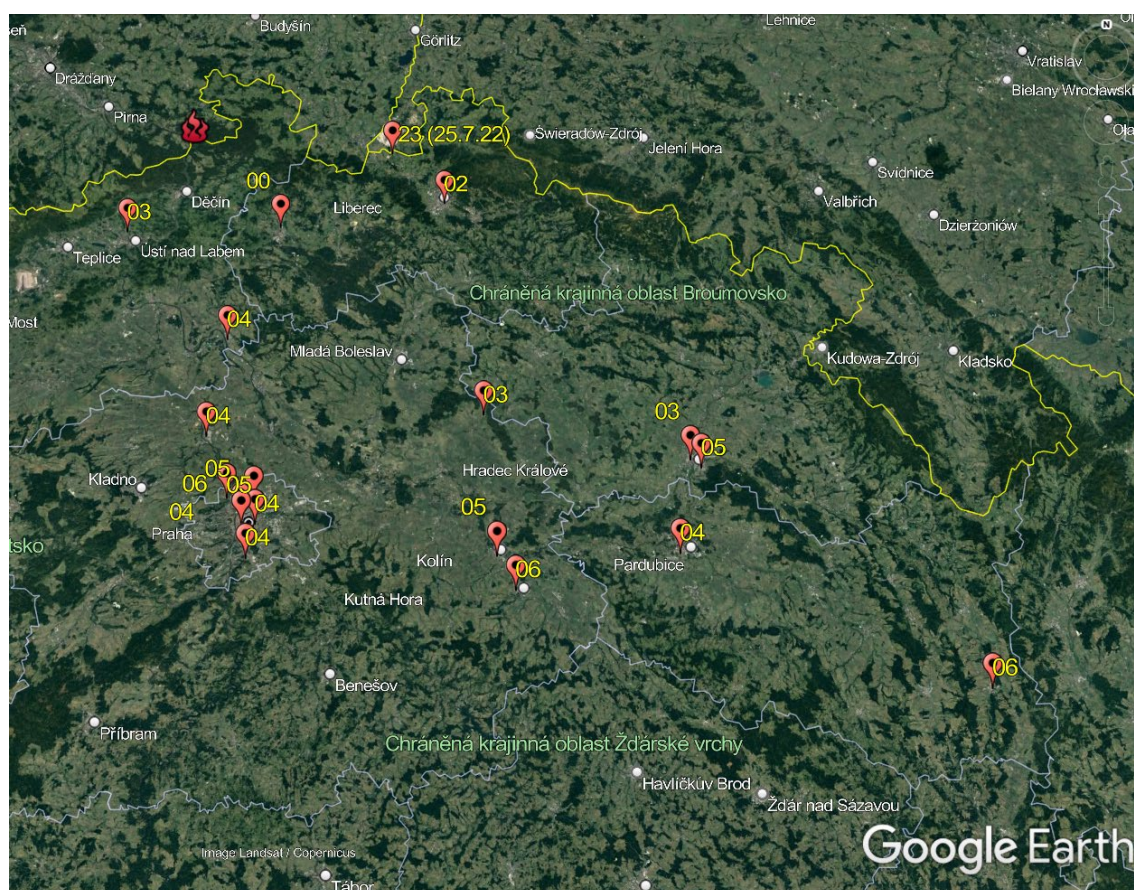 Budyšín
Görlitz
Lehnice
Vratislav
Bielany Wrocławski
Drážďany
Pirna
23 (25.7.22)
Świeradów-Zdrój
Jelení Hora
Svídnice
Valbřich
Dzierżoniów
00
02
Děčín
Liberec
03
Ústí nad Labem
Teplice
Chráněná krajinná oblast Broumovsko
Most
04
Mladá Boleslav
Kudowa-Zdrój
Kladsko
03
04
03
05
Hradec Králové
Kladno
05
06
05
04
04
Praha
04
05
Kolín
06
04
Pardubice
Kutná Hora
06
Benešov
Příbram
Chráněná krajinná oblast Žďárské vrchy
Havlíčkův Brod
Žďár nad Sázavou
Image Landsat / Copernicus
Google Earth
Tábor
N